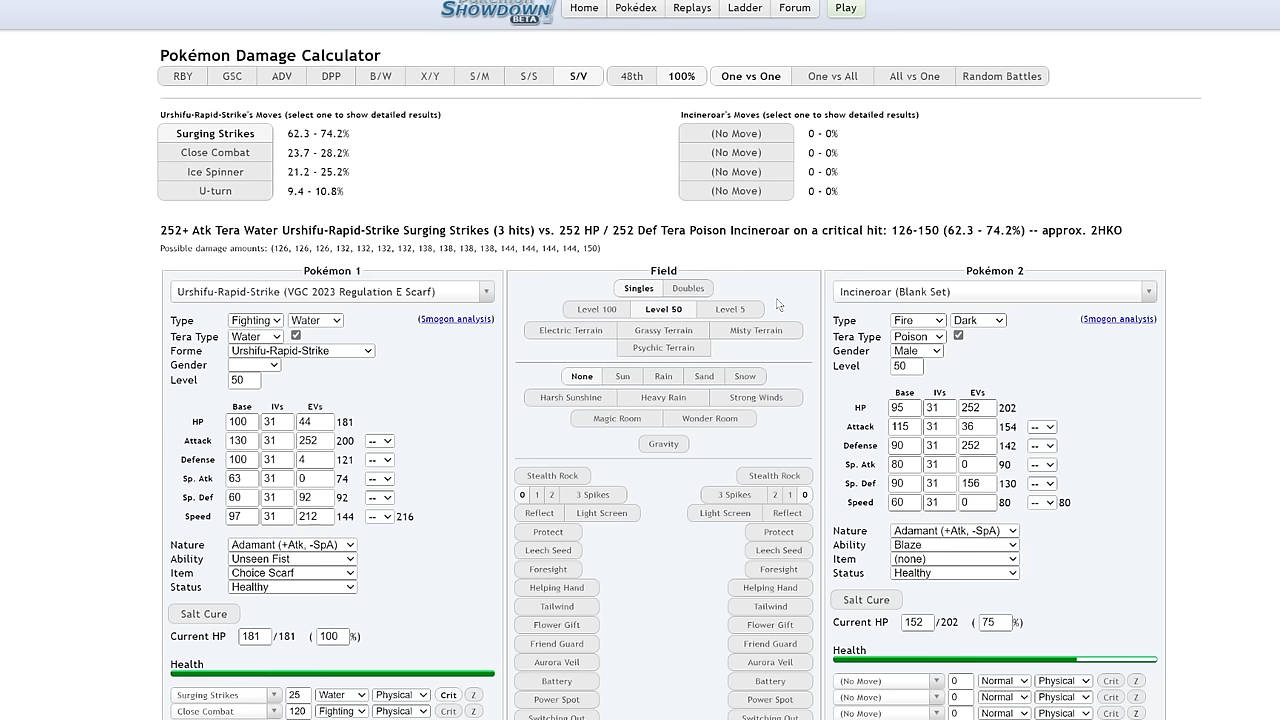 SHOWDOWN
BETA
Home Pokédex Replays Ladder Forum Play
Pokémon Damage Calculator
RBY GSC ADV DPP B/W X/Y S/M S/S S/V 48th 100% One vs One One vs All All vs One Random Battles
Urshifu-Rapid-Strike's Moves (select one to show detailed results) Incineroar's Moves (select one to show detailed results)
Surging Strikes 62.3 - 74.2% (No Move) 0 - 0%
Close Combat 23.7 - 28.2% (No Move) 0 - 0%
Ice Spinner 21.2 - 25.2% (No Move) 0 - 0%
U-turn 9.4 - 10.8% (No Move) 0 - 0%
252+ Atk Tera Water Urshifu-Rapid-Strike Surging Strikes (3 hits) vs. 252 HP / 252 Def Tera Poison Incineroar on a critical hit: 126-150 (62.3 - 74.2%) -- approx. 2HKO
Possible damage amounts: (126, 126, 126, 132, 132, 132, 132, 138, 138, 138, 138, 144, 144, 144, 144, 150)
Pokémon 1
Urshifu-Rapid-Strike (VGC 2023 Regulation E Scarf)
Type Fighting Water (Smogon analysis)
Tera Type Water
Forme Urshifu-Rapid-Strike
Gender
Level 50
Base IVs EVs
HP 100 31 44 181
Attack 130 31 252 200 --
Defense 100 31 4 121 --
Sp. Atk 63 31 0 74 --
Sp. Def 60 31 92 92 --
Speed 97 31 212 144 -- 216
Nature Adamant (+Atk, -SpA)
Ability Unseen Fist
Item Choice Scarf
Status Healthy
Salt Cure
Current HP 181 /181 ( 100 %)
Health
Surging Strikes 25 Water Physical Crit Z
Close Combat 120 Fighting Physical Crit Z
Field
Singles Doubles
Level 100 Level 50 Level 5
Electric Terrain Grassy Terrain Misty Terrain
Psychic Terrain
None Sun Rain Sand Snow
Harsh Sunshine Heavy Rain Strong Winds
Magic Room Wonder Room
Gravity
Stealth Rock Stealth Rock
0 1 2 3 Spikes 3 Spikes 2 1 0
Reflect Light Screen Light Screen Reflect
Protect Protect
Leech Seed Leech Seed
Foresight Foresight
Helping Hand Helping Hand
Tailwind Tailwind
Flower Gift Flower Gift
Friend Guard Friend Guard
Aurora Veil Aurora Veil
Battery Battery
Power Spot Power Spot
Switching Out Switching Out
Pokémon 2
Incineroar (Blank Set)
Type Fire Dark (Smogon analysis)
Tera Type Poison
Gender Male
Level 50
Base IVs EVs
HP 95 31 252 202
Attack 115 31 36 154 --
Defense 90 31 252 142 --
Sp. Atk 80 31 0 90 --
Sp. Def 90 31 156 130 --
Speed 60 31 0 80 -- 80
Nature Adamant (+Atk, -SpA)
Ability Blaze
Item (none)
Status Healthy
Salt Cure
Current HP 152 /202 ( 75 %)
Health
(No Move) 0 Normal Physical Crit Z
(No Move) 0 Normal Physical Crit Z
(No Move) 0 Normal Physical Crit Z